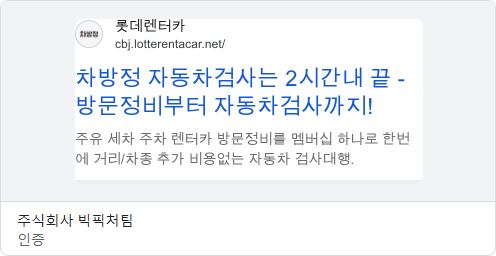 차방정
롯데렌터카
cbj.lotterentacar.net/
차방정 자동차검사는 2시간내 끝 -
방문정비부터 자동차검사까지!
주유 세차 주차 렌터카 방문정비를 멤버십 하나로 한번
에 거리/차종 추가 비용없는 자동차 검사대행.
주식회사 빅픽처팀
인증